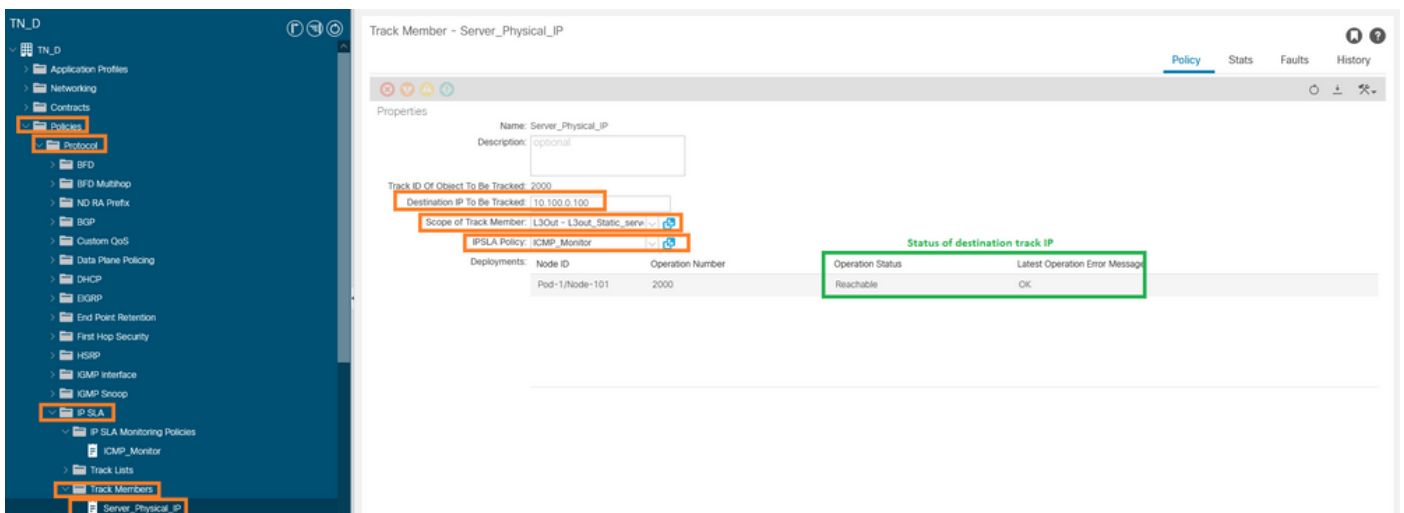 TN_D
TN_D
Application Profiles
Networking
Contracts
Policies
Protocol
BFD
BFD Multihop
ND RA Prefix
BGP
Custom QoS
Data Plane Policing
DHCP
EIGRP
End Point Retention
First Hop Security
HSRP
IGMP Interface
IGMP Snoop
IP SLA
IP SLA Monitoring Policies
ICMP_Monitor
Track Lists
Track Members
Server_Physical_IP
Track Member - Server_Physical_IP
Policy Stats Faults History
Properties
Name: Server_Physical_IP
Description: optional
Track ID Of Object To Be Tracked: 2000
Destination IP To Be Tracked: 10.100.0.100
Scope of Track Member: L3Out - L3out_Static_serve
IPSLA Policy: ICMP_Monitor
Status of destination track IP
Deployments: Node ID Operation Number Operation Status Latest Operation Error Message
Pod-1/Node-101 2000 Reachable OK